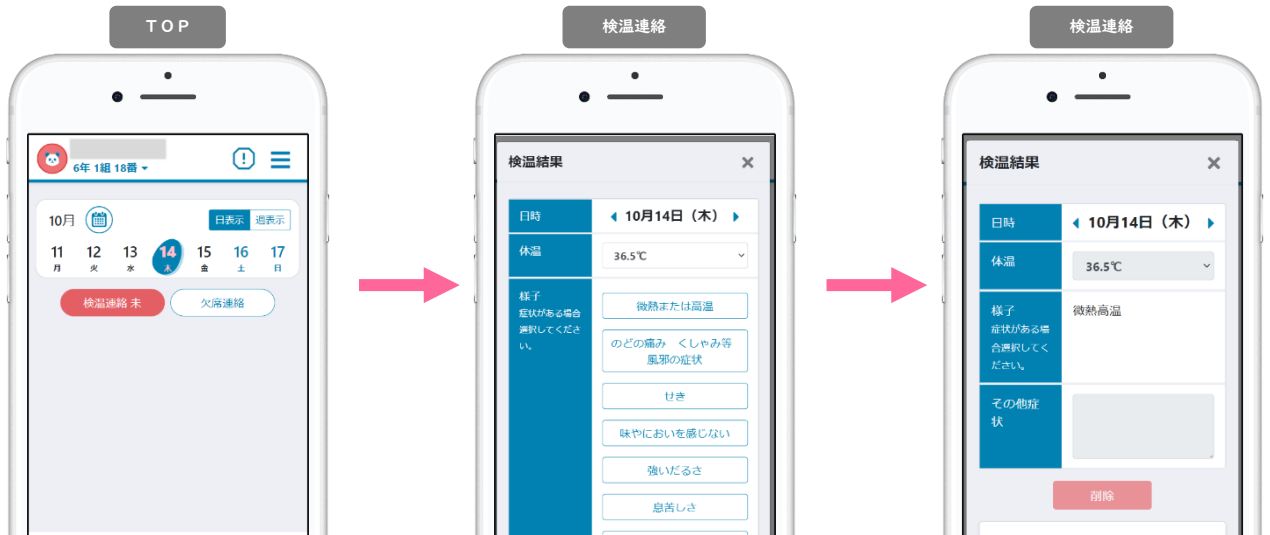 TOP
6年 1組 18番
10月
日表示 週表示
11 12 13 14 15 16 17
月 火 水 木 金 土 日
検温連絡 未
欠席連絡
検温連絡
検温結果
日時
10月14日（木）
体温
36.5℃
様子
症状がある場合
選択してくださ
い。
微熱または高温
のどの痛み　くしゃみ等
風邪の症状
せき
味やにおいを感じない
強いだるさ
息苦しさ
検温連絡
検温結果
日時
10月14日（木）
体温
36.5℃
様子
症状がある場
合選択してく
ださい。
微熱高温
その他症
状
削除